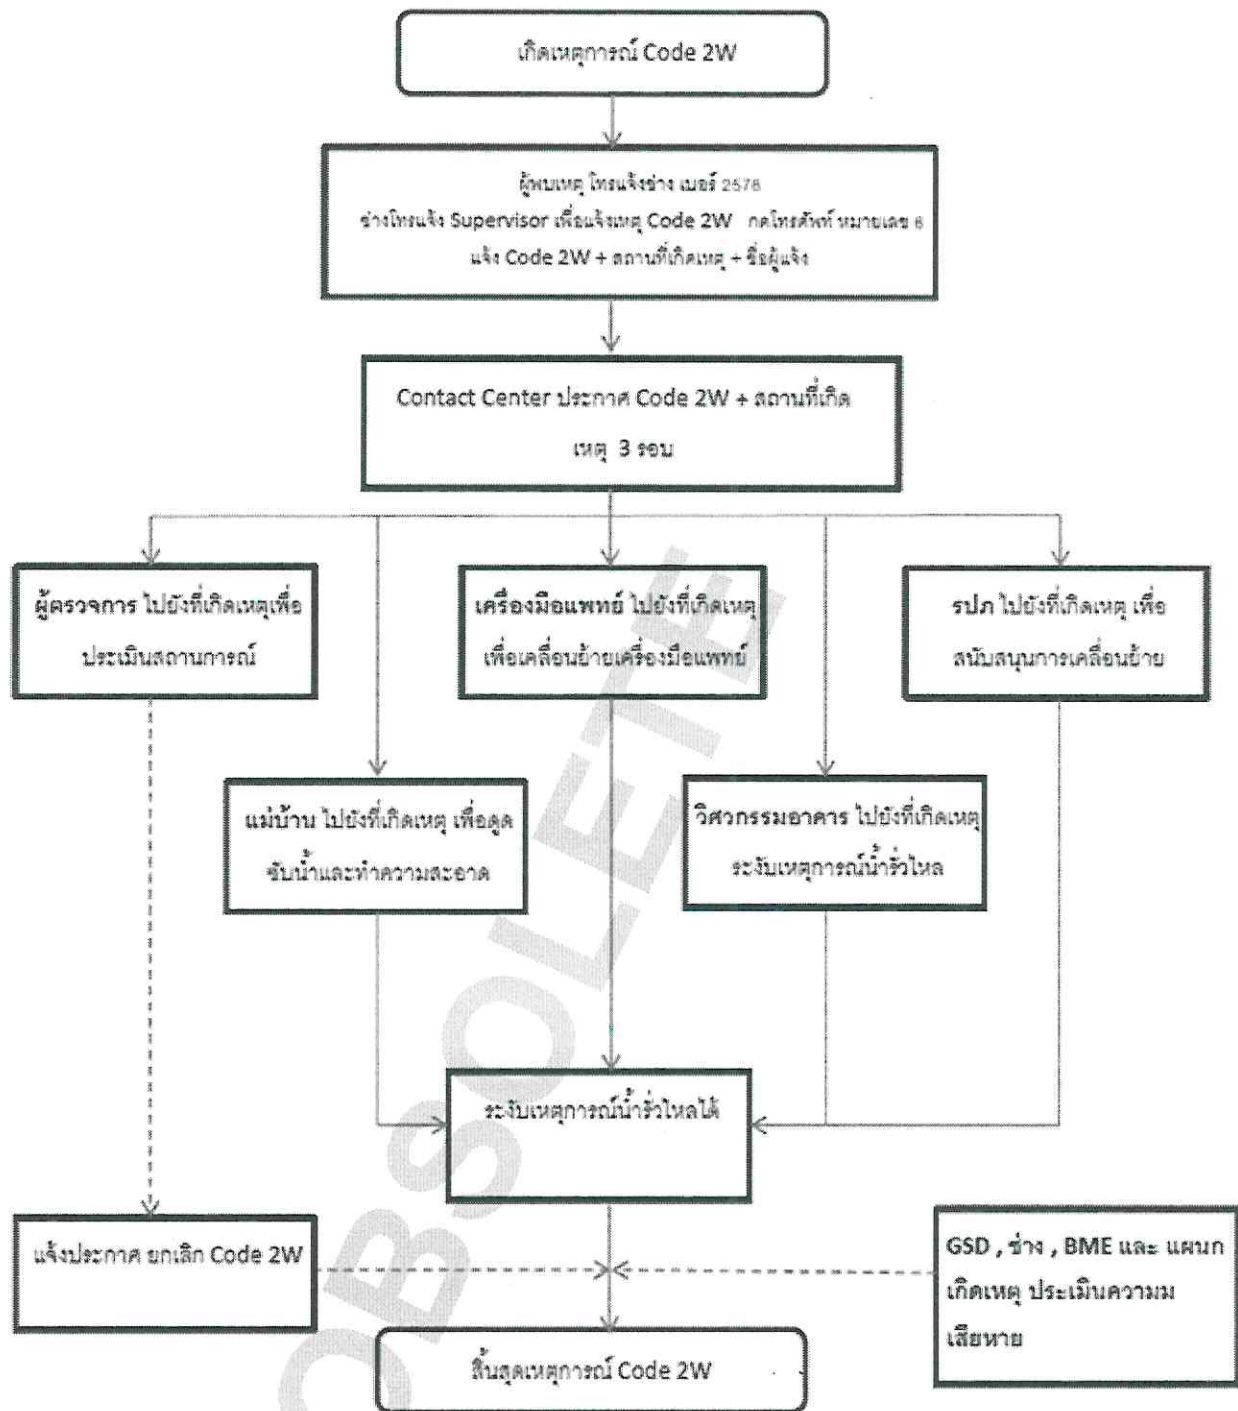 เกิดเหตุการณ์ Code 2W
ผู้พบเหตุ โทรแจ้งช่าง เบอร์ 2578
ช่างโทรแจ้ง Supervisor เพื่อแจ้งเหตุ Code 2W กดโทรศัพท์ หมายเลข 6
แจ้ง Code 2W + สถานที่เกิดเหตุ + ชื่อผู้แจ้ง
Contact Center ประกาศ Code 2W + สถานที่เกิด
เหตุ 3 รอบ
ผู้ตรวจการ ไปยังที่เกิดเหตุเพื่อ
ประเมินสถานการณ์
เครื่องมือแพทย์ ไปยังที่เกิดเหตุ
เพื่อเคลื่อนย้ายเครื่องมือแพทย์
รปภ ไปยังที่เกิดเหตุ เพื่อ
สนับสนุนการเคลื่อนย้าย
แม่บ้าน ไปยังที่เกิดเหตุ เพื่อดูด
ซับน้ำและทำความสะอาด
วิศวกรรมอาคาร ไปยังที่เกิดเหตุ
ระงับเหตุการณ์น้ำรั่วไหล
ระงับเหตุการณ์น้ำรั่วไหลได้
แจ้งประกาศ ยกเลิก Code 2W
GSD , ช่าง , BME และ แผนก
เกิดเหตุ ประเมินความม
เสียหาย
สิ้นสุดเหตุการณ์ Code 2W
OBSOLETE